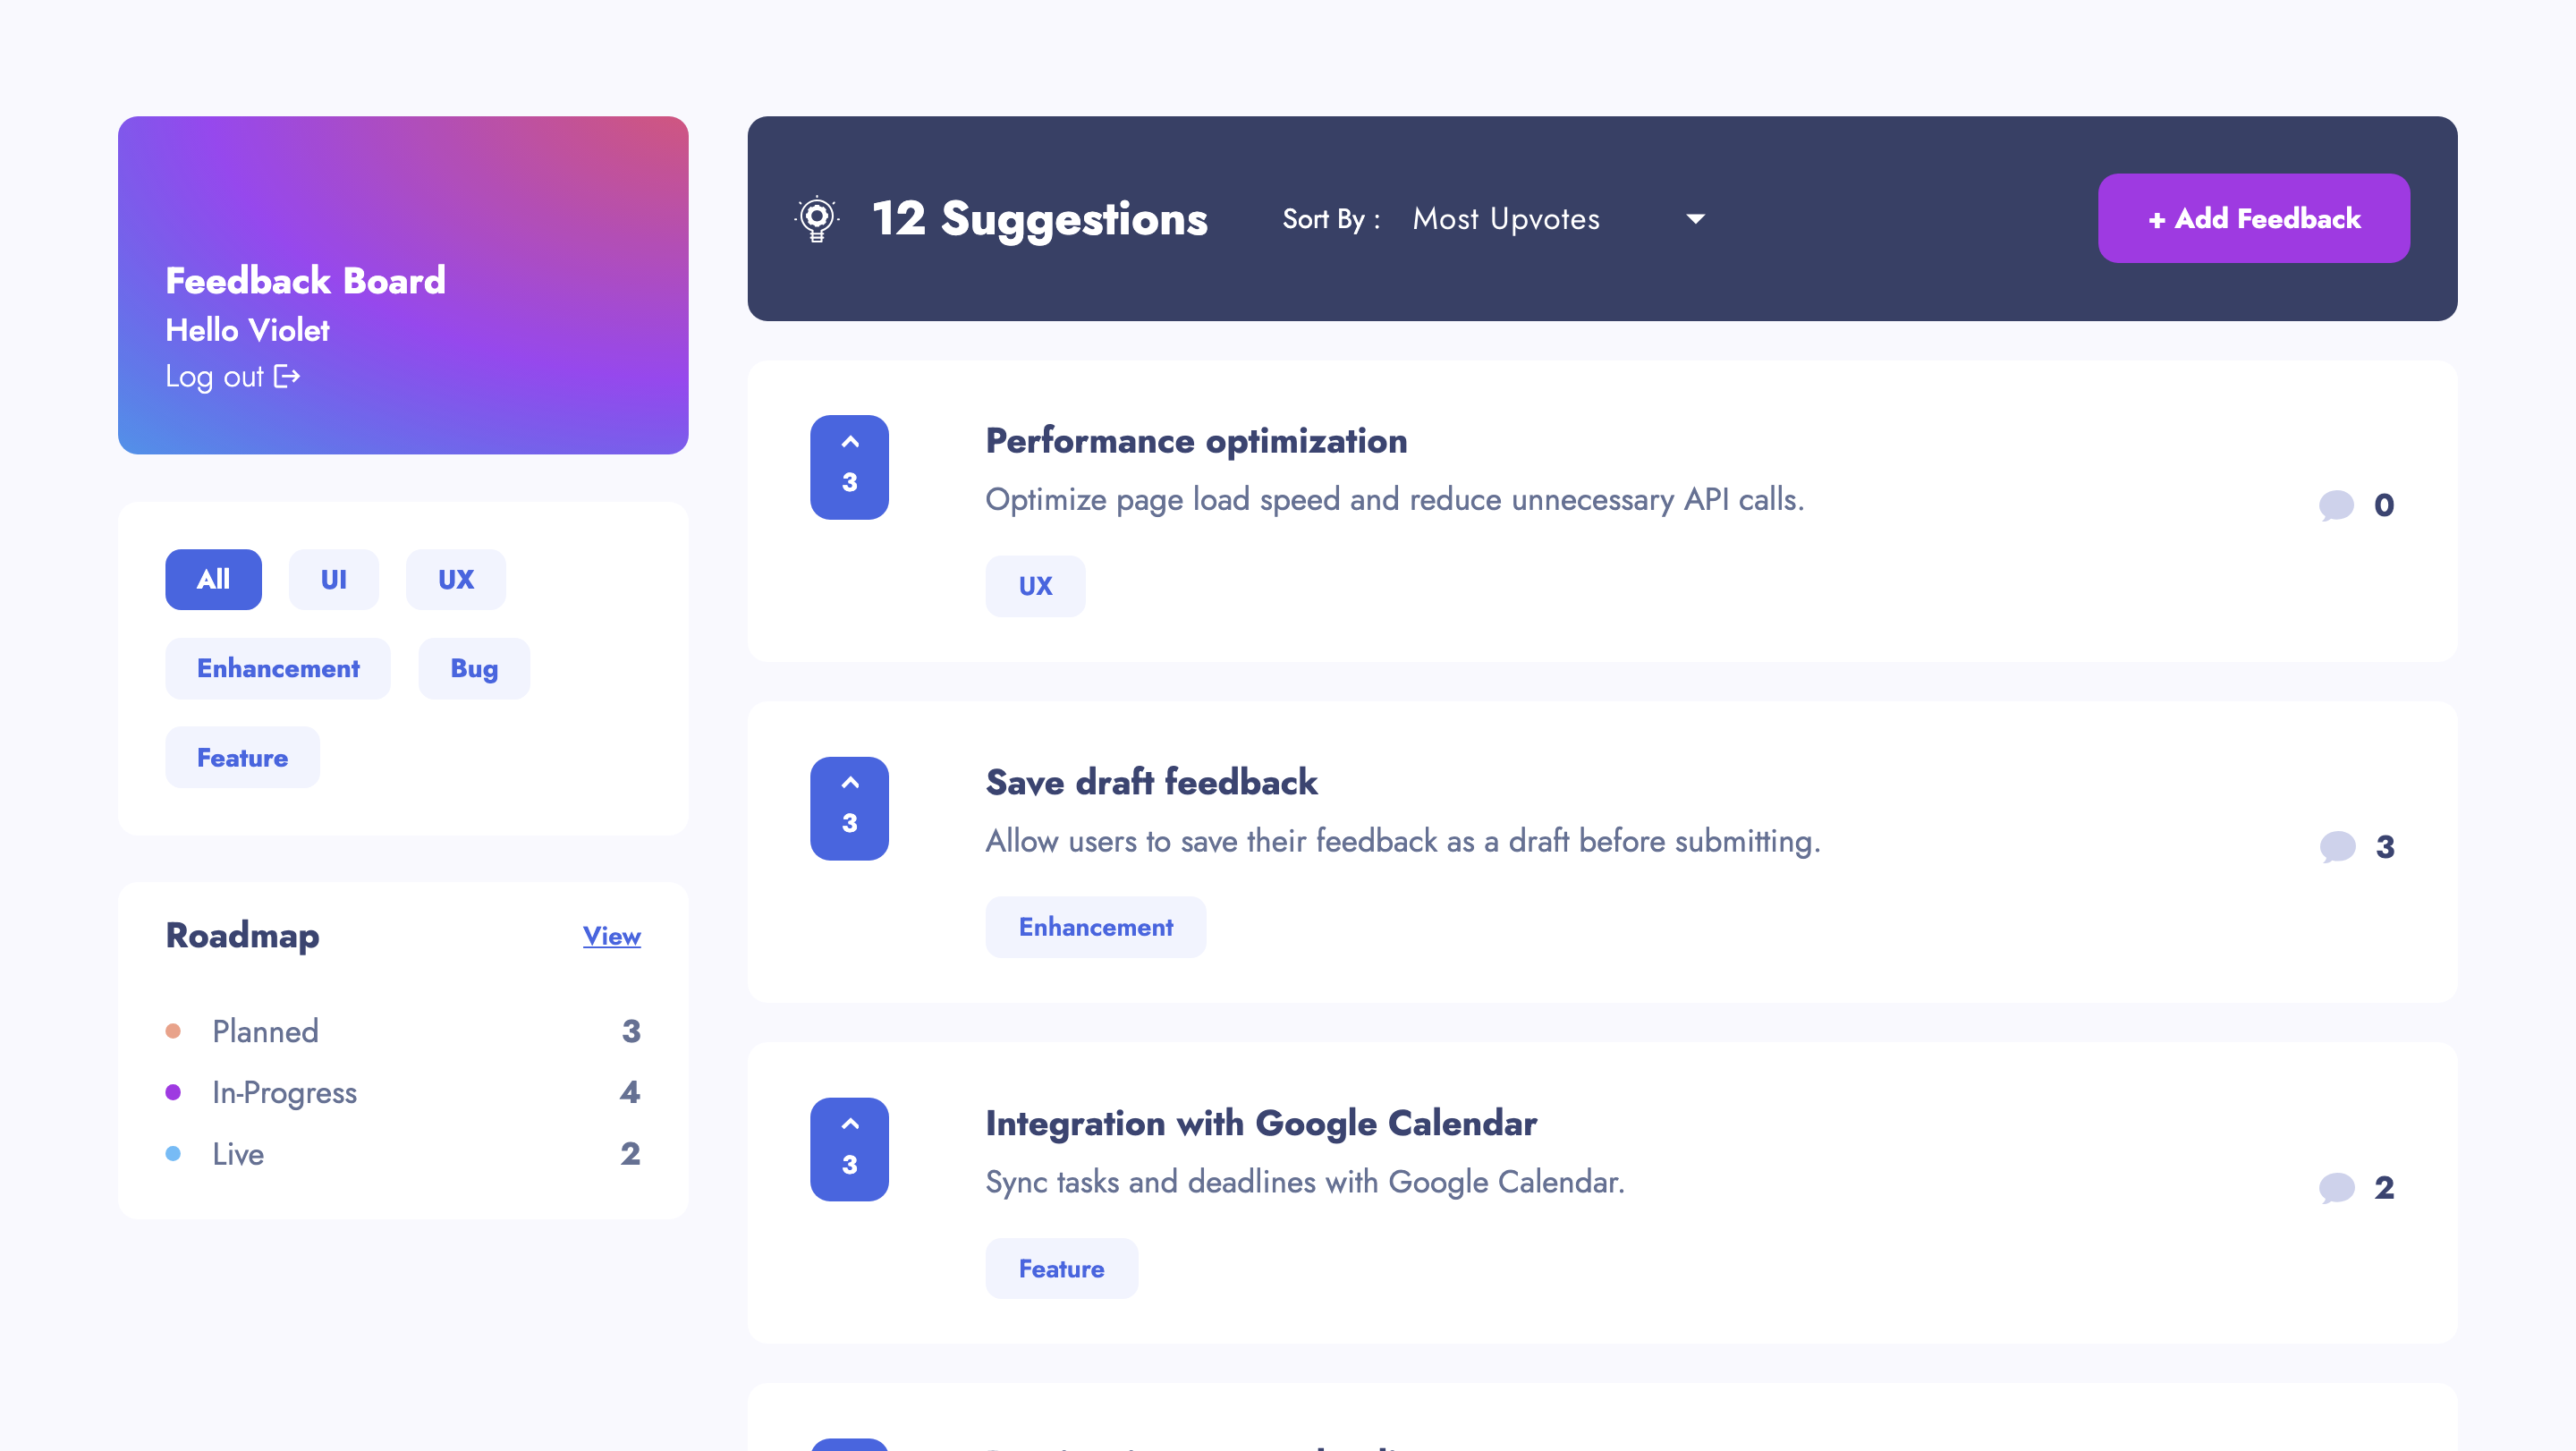 Feedback Board
Hello Violet
Log out
All
UI
UX
Enhancement
Bug
Feature
Roadmap
View
Planned
3
In-Progress
4
Live
2
12 Suggestions
Sort By :
Most Upvotes
+ Add Feedback
3
Performance optimization
Optimize page load speed and reduce unnecessary API calls.
UX
0
3
Save draft feedback
Allow users to save their feedback as a draft before submitting.
Enhancement
3
3
Integration with Google Calendar
Sync tasks and deadlines with Google Calendar.
Feature
2